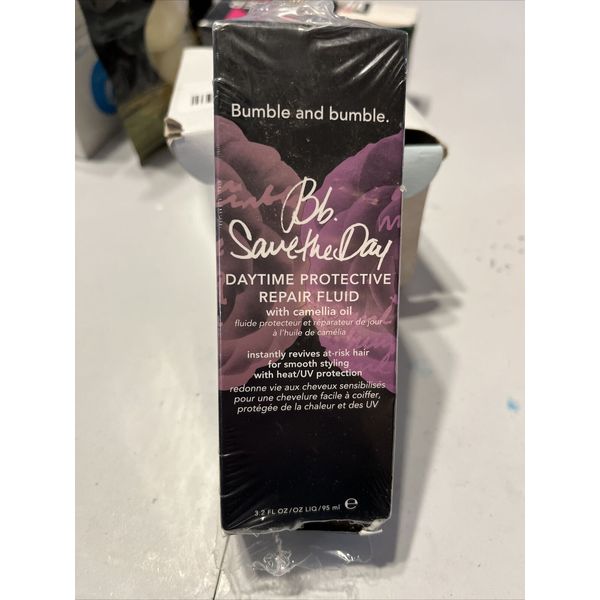 Bumble and bumble.
Bb.
Save the Day
DAYTIME PROTECTIVE
REPAIR FLUID
with camellia oil
fluide protecteur et réparateur de jour
à l'huile de camélia
instantly revives at-risk hair
for smooth styling
with heat/UV protection
redonne vie aux cheveux sensibilisés
pour une chevelure facile à coiffer,
protégée de la chaleur et des UV
3.2 FL OZ/OZ LIQ/95 ml e